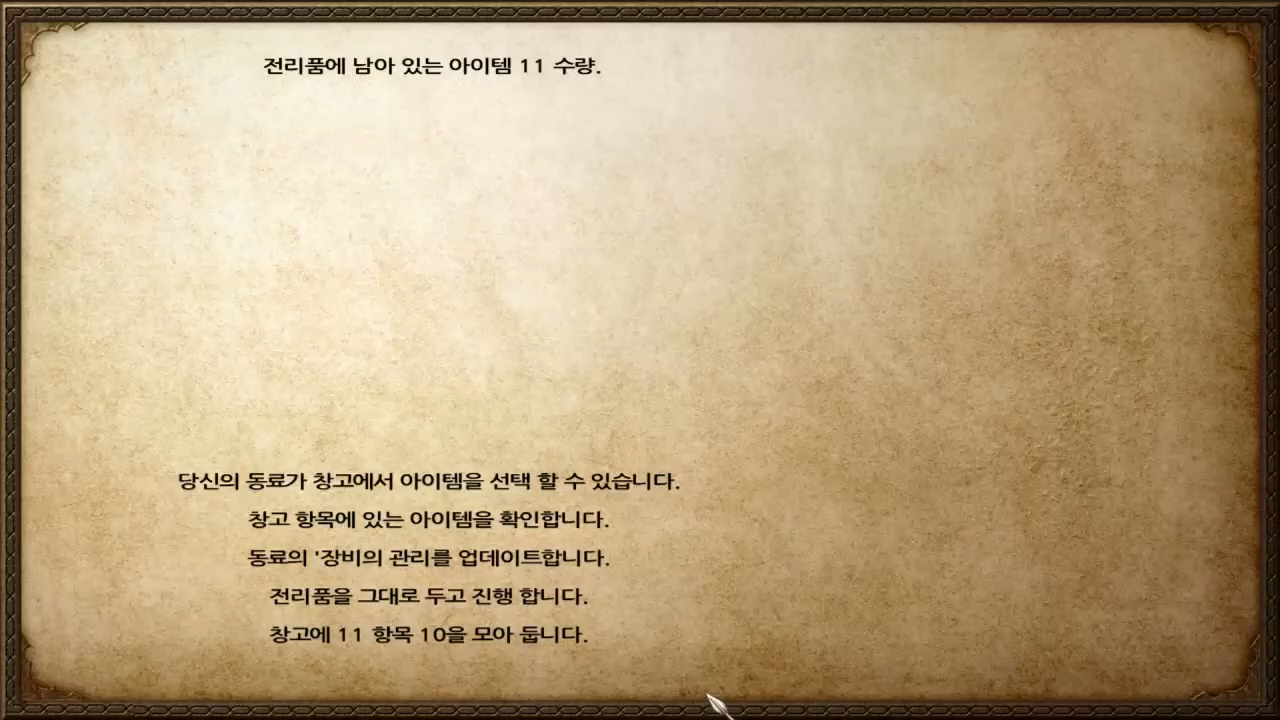 전리품에 남아 있는 아이템 11 수량.
당신의 동료가 창고에서 아이템을 선택 할 수 있습니다.
창고 항목에 있는 아이템을 확인합니다.
동료의 '장비의 관리를 업데이트합니다.
전리품을 그대로 두고 진행 합니다.
창고에 11 항목 10을 모아 둡니다.